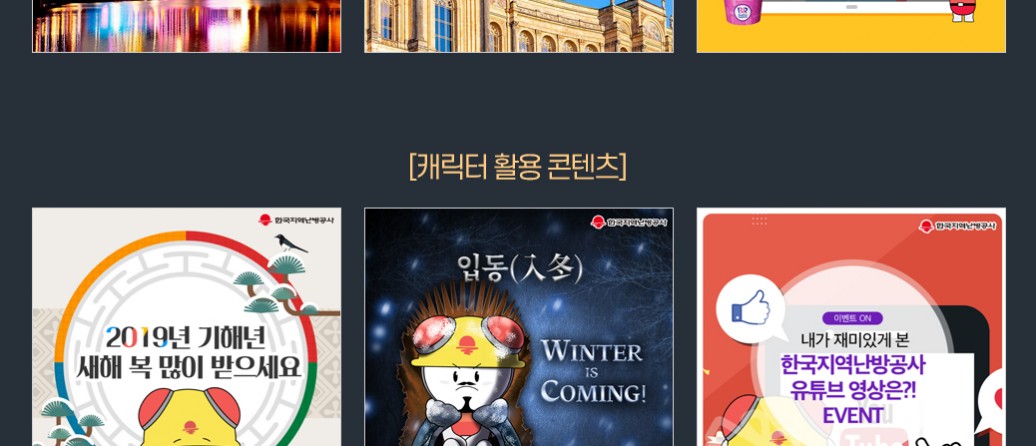 [캐릭터 활용 콘텐츠]
한국지역난방공사
2019년 기해년
새해 복 많이 받으세요
한국지역난방공사
입동(入冬)
WINTER
IS
COMING!
한국지역난방공사
이벤트 ON
내가 재미있게 본
한국지역난방공사
유튜브 영상은?!
EVENT
Tube